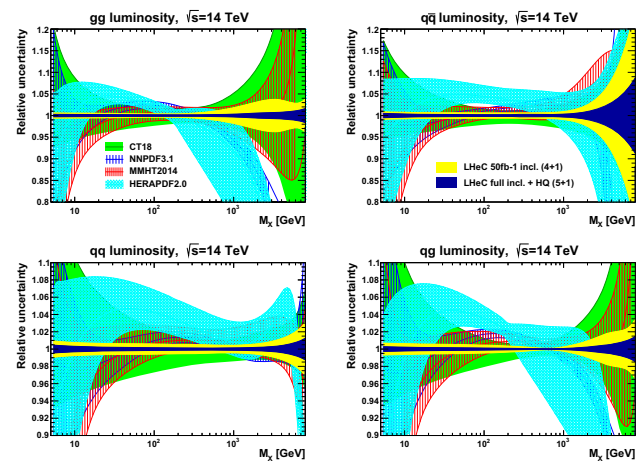 gg luminosity, √s=14 TeV
Relative uncertainty
1.2
1.15
1.1
1.05
1
0.95
0.9
0.85
0.8
CT18
NNPDF3.1
MMHT2014
HERAPDF2.0
10 10² 10³
Mₓ [GeV]
qq̄ luminosity, √s=14 TeV
Relative uncertainty
1.2
1.15
1.1
1.05
1
0.95
0.9
0.85
0.8
LHeC 50fb-1 incl. (4+1)
LHeC full incl. + HQ (5+1)
10 10² 10³
Mₓ [GeV]
qq luminosity, √s=14 TeV
Relative uncertainty
1.1
1.08
1.06
1.04
1.02
1
0.98
0.96
0.94
0.92
0.9
10 10² 10³
Mₓ [GeV]
qg luminosity, √s=14 TeV
Relative uncertainty
1.1
1.08
1.06
1.04
1.02
1
0.98
0.96
0.94
0.92
0.9
10 10² 10³
Mₓ [GeV]